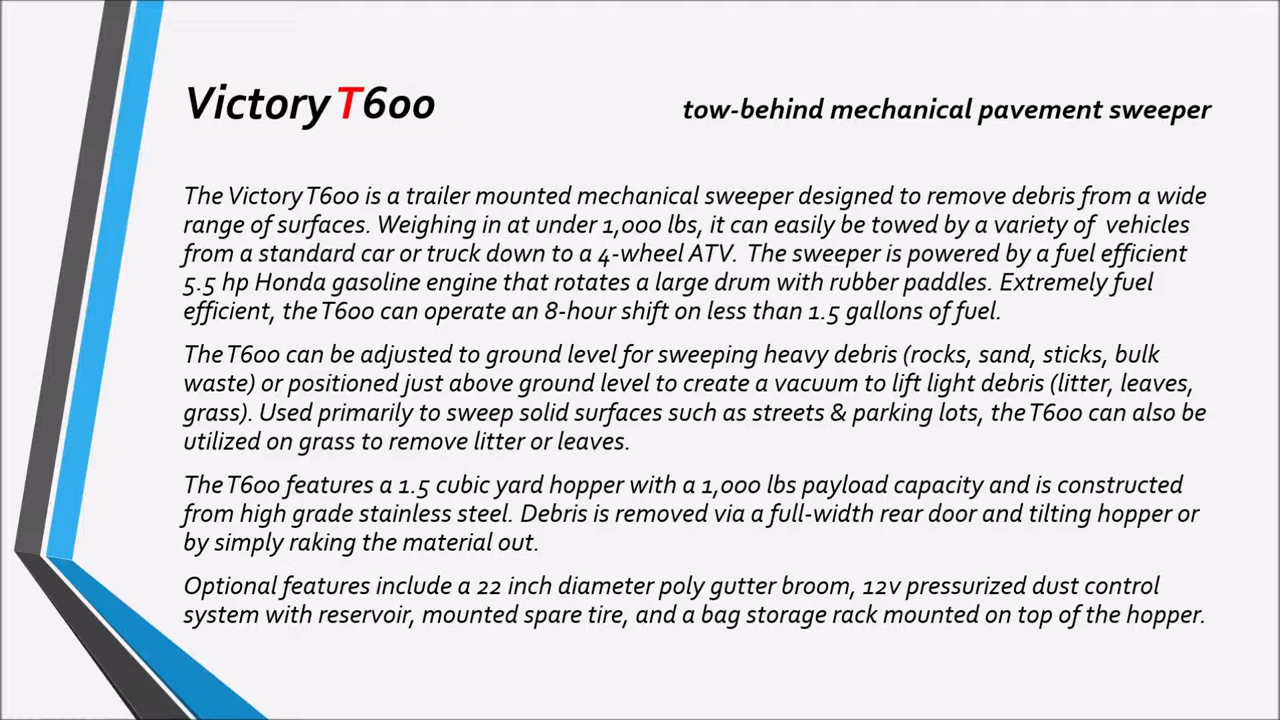 Victory T600
tow-behind mechanical pavement sweeper
The Victory T600 is a trailer mounted mechanical sweeper designed to remove debris from a wide
range of surfaces. Weighing in at under 1,000 lbs, it can easily be towed by a variety of vehicles
from a standard car or truck down to a 4-wheel ATV. The sweeper is powered by a fuel efficient
5.5 hp Honda gasoline engine that rotates a large drum with rubber paddles. Extremely fuel
efficient, the T600 can operate an 8-hour shift on less than 1.5 gallons of fuel.
The T600 can be adjusted to ground level for sweeping heavy debris (rocks, sand, sticks, bulk
waste) or positioned just above ground level to create a vacuum to lift light debris (litter, leaves,
grass). Used primarily to sweep solid surfaces such as streets & parking lots, the T600 can also be
utilized on grass to remove litter or leaves.
The T600 features a 1.5 cubic yard hopper with a 1,000 lbs payload capacity and is constructed
from high grade stainless steel. Debris is removed via a full-width rear door and tilting hopper or
by simply raking the material out.
Optional features include a 22 inch diameter poly gutter broom, 12v pressurized dust control
system with reservoir, mounted spare tire, and a bag storage rack mounted on top of the hopper.